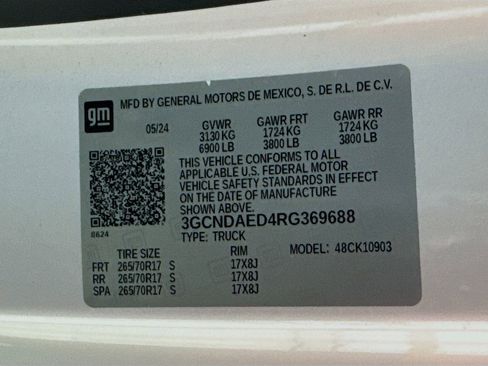 gm
MFD BY GENERAL MOTORS DE MEXICO, S. DE R.L. DE C.V.
05/24 GVWR GAWR FRT GAWR RR
3130 KG 1724 KG 1724 KG
6900 LB 3800 LB 3800 LB
THIS VEHICLE CONFORMS TO ALL
APPLICABLE U.S. FEDERAL MOTOR
VEHICLE SAFETY STANDARDS IN EFFECT
ON THE DATE OF MANUFACTURE
SHOWN ABOVE.
3GCNDAED4RG369688
TYPE: TRUCK
MODEL: 48CK10903
TIRE SIZE RIM
FRT 265/70R17 S 17X8J
RR 265/70R17 S 17X8J
SPA 265/70R17 S 17X8J